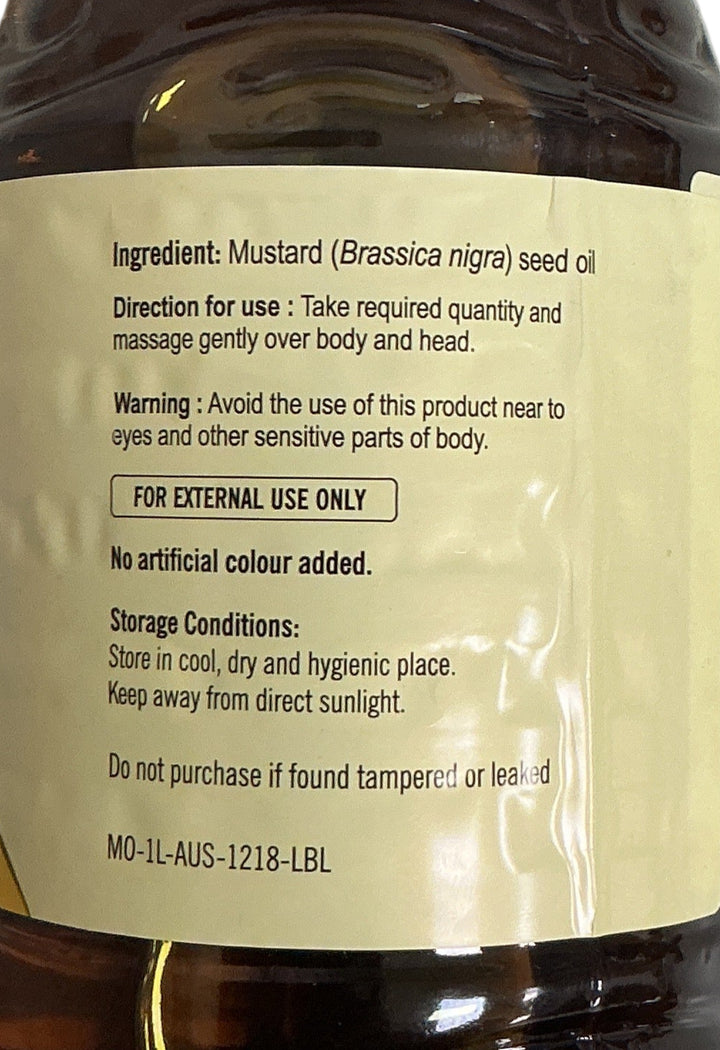 Ingredient: Mustard (Brassica nigra) seed oil
Direction for use : Take required quantity and
massage gently over body and head.
Warning : Avoid the use of this product near to
eyes and other sensitive parts of body.
FOR EXTERNAL USE ONLY
No artificial colour added.
Storage Conditions:
Store in cool, dry and hygienic place.
Keep away from direct sunlight.
Do not purchase if found tampered or leaked
MO-1L-AUS-1218-LBL